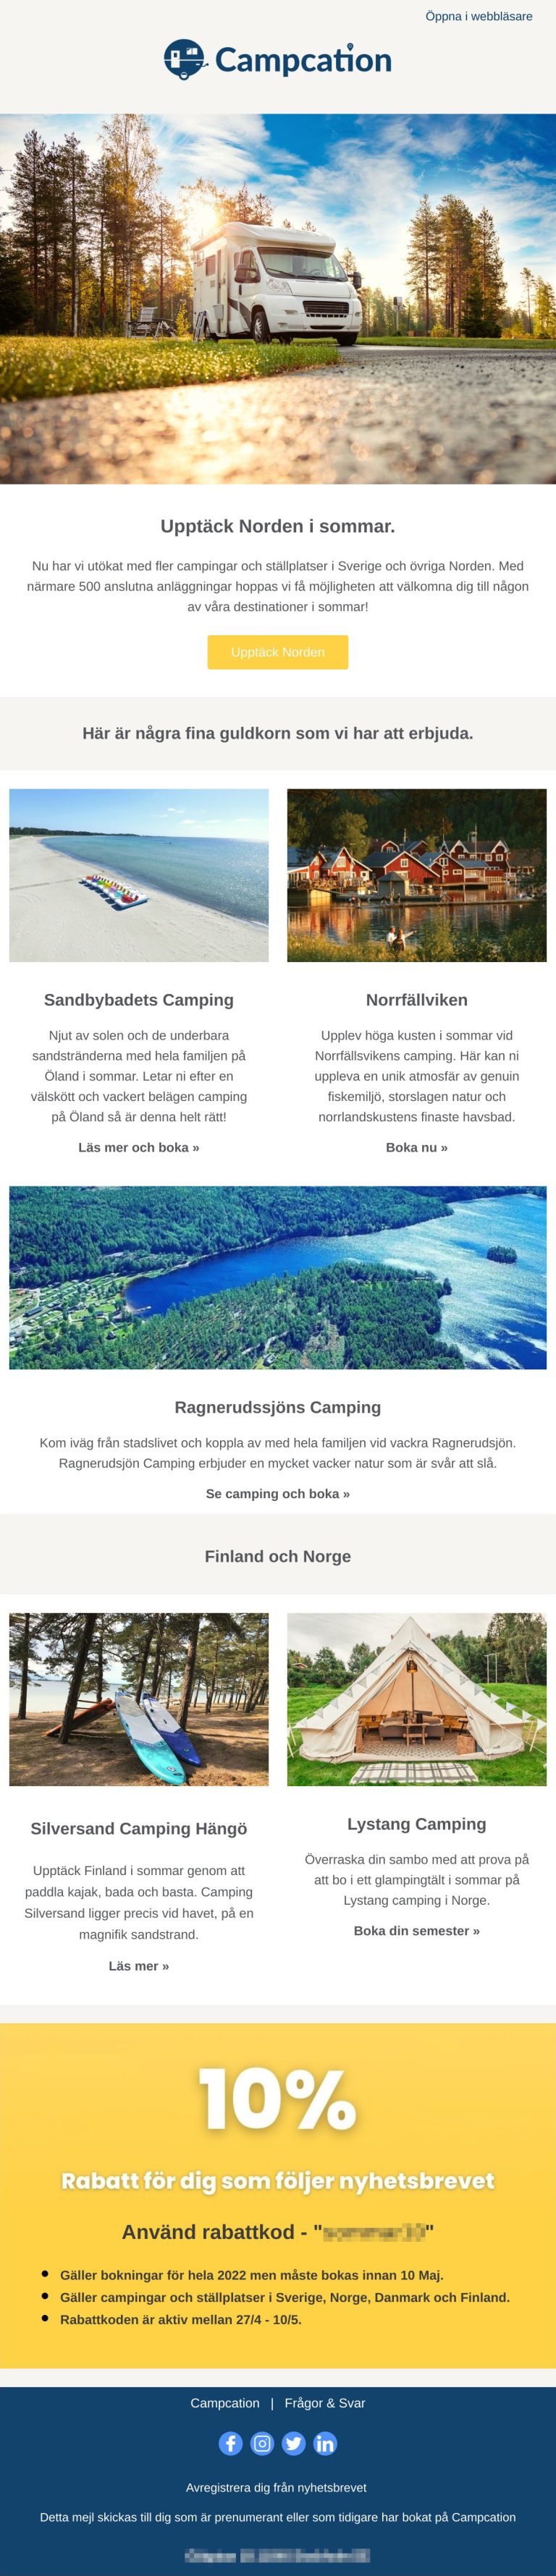 Öppna i webbläsare
Campcation
Upptäck Norden i sommar.
Nu har vi utökat med fler campingar och ställplatser i Sverige och övriga Norden. Med
närmare 500 anslutna anläggningar hoppas vi få möjligheten att välkomna dig till någon
av våra destinationer i sommar!
Upptäck Norden
Här är några fina guldkorn som vi har att erbjuda.
Sandbybadets Camping
Njut av solen och de underbara
sandstränderna med hela familjen på
Öland i sommar. Letar ni efter en
välskött och vackert belägen camping
på Öland så är denna helt rätt!
Läs mer och boka »
Norrfällviken
Upplev höga kusten i sommar vid
Norrfällsvikens camping. Här kan ni
uppleva en unik atmosfär av genuin
fiskemiljö, storslagen natur och
norrlandskustens finaste havsbad.
Boka nu »
Ragnerudssjöns Camping
Kom iväg från stadslivet och koppla av med hela familjen vid vackra Ragnerudsjön.
Ragnerudsjön Camping erbjuder en mycket vacker natur som är svår att slå.
Se camping och boka »
Finland och Norge
Silversand Camping Hängö
Upptäck Finland i sommar genom att
paddla kajak, bada och basta. Camping
Silversand ligger precis vid havet, på en
magnifik sandstrand.
Läs mer »
Lystang Camping
Överraska din sambo med att prova på
att bo i ett glampingtält i sommar på
Lystang camping i Norge.
Boka din semester »
10%
Rabatt för dig som följer nyhetsbrevet
Använd rabattkod - " "
Gäller bokningar för hela 2022 men måste bokas innan 10 Maj.
Gäller campingar och ställplatser i Sverige, Norge, Danmark och Finland.
Rabattkoden är aktiv mellan 27/4 - 10/5.
Campcation | Frågor & Svar
Avregistrera dig från nyhetsbrevet
Detta mejl skickas till dig som är prenumerant eller som tidigare har bokat på Campcation